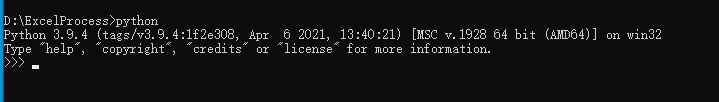 D:\ExcelProcess>python
Python 3.9.4 (tags/v3.9.4:1f2e308, Apr  6 2021, 13:40:21) [MSC v.1928 64 bit (AMD64)] on win32
Type "help", "copyright", "credits" or "license" for more information.
>>> _